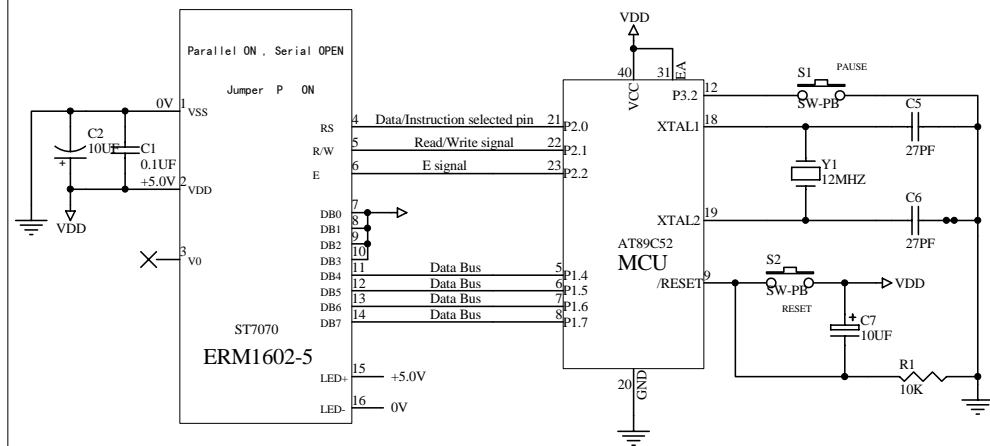 Parallel ON , Serial OPEN
Jumper P ON
0V
1
VSS
C2
10UF
+
C1
0.1UF
+5.0V
2
VDD
VDD
3
V0
RS
4
Data/Instruction selected pin
21
P2.0
R/W
5
Read/Write signal
22
P2.1
E
6
E signal
23
P2.2
DB0
7
DB1
8
DB2
9
DB3
10
DB4
11
Data Bus
5
P1.4
DB5
12
Data Bus
6
P1.5
DB6
13
Data Bus
7
P1.6
DB7
14
Data Bus
8
P1.7
ST7070
ERM1602-5
LED+
15
+5.0V
LED-
16
0V
VDD
40
VCC
31
EA
P3.2
12
S1
PAUSE
SW-PB
XTAL1
18
C5
27PF
Y1
12MHZ
XTAL2
19
C6
27PF
AT89C52
MCU
/RESET
9
S2
SW-PB
RESET
VDD
+
C7
10UF
R1
10K
20
GND